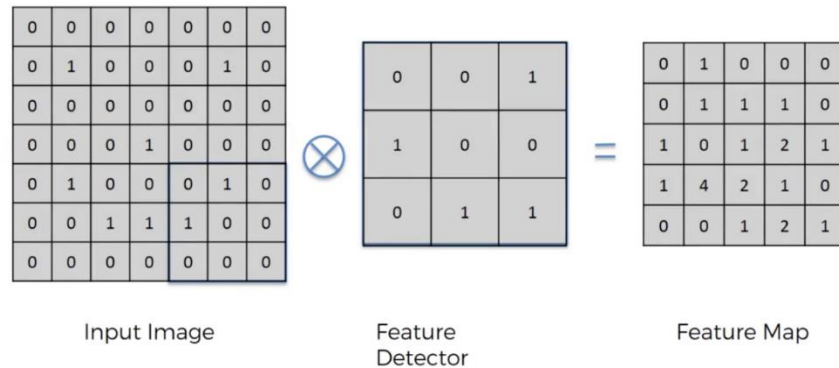 0 0 0 0 0 0 0
0 1 0 0 0 1 0
0 0 0 0 0 0 0
0 0 0 1 0 0 0
0 1 0 0 0 1 0
0 0 1 1 1 0 0
0 0 0 0 0 0 0
0 0 1
1 0 0
0 1 1
=
0 1 0 0 0
0 1 1 1 0
1 0 1 2 1
1 4 2 1 0
0 0 1 2 1
Input Image
Feature
Detector
Feature Map